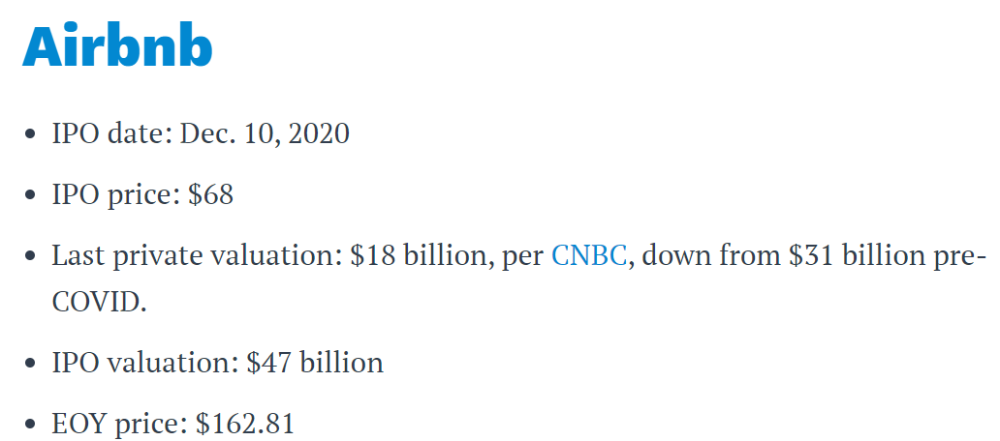 Airbnb
• IPO date: Dec. 10, 2020
• IPO price: $68
• Last private valuation: $18 billion, per CNBC, down from $31 billion pre-
COVID.
• IPO valuation: $47 billion
• EOY price: $162.81